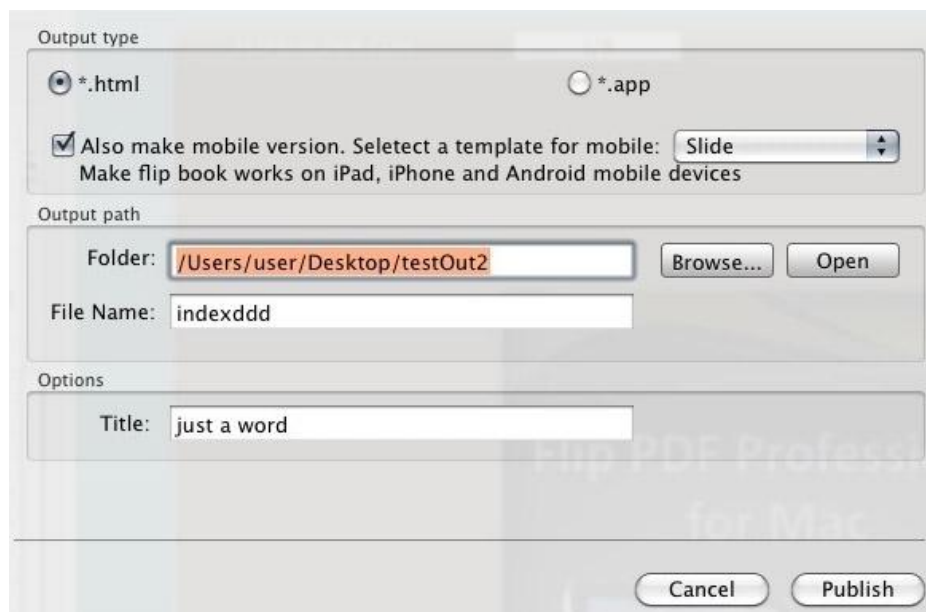 Output type
*.html
*.app
Also make mobile version. Seletect a template for mobile: Slide
Make flip book works on iPad, iPhone and Android mobile devices
Output path
Folder: /Users/user/Desktop/testOut2 Browse... Open
File Name: indexddd
Options
Title: just a word
Flip PDF
for Mac
Cancel Publish